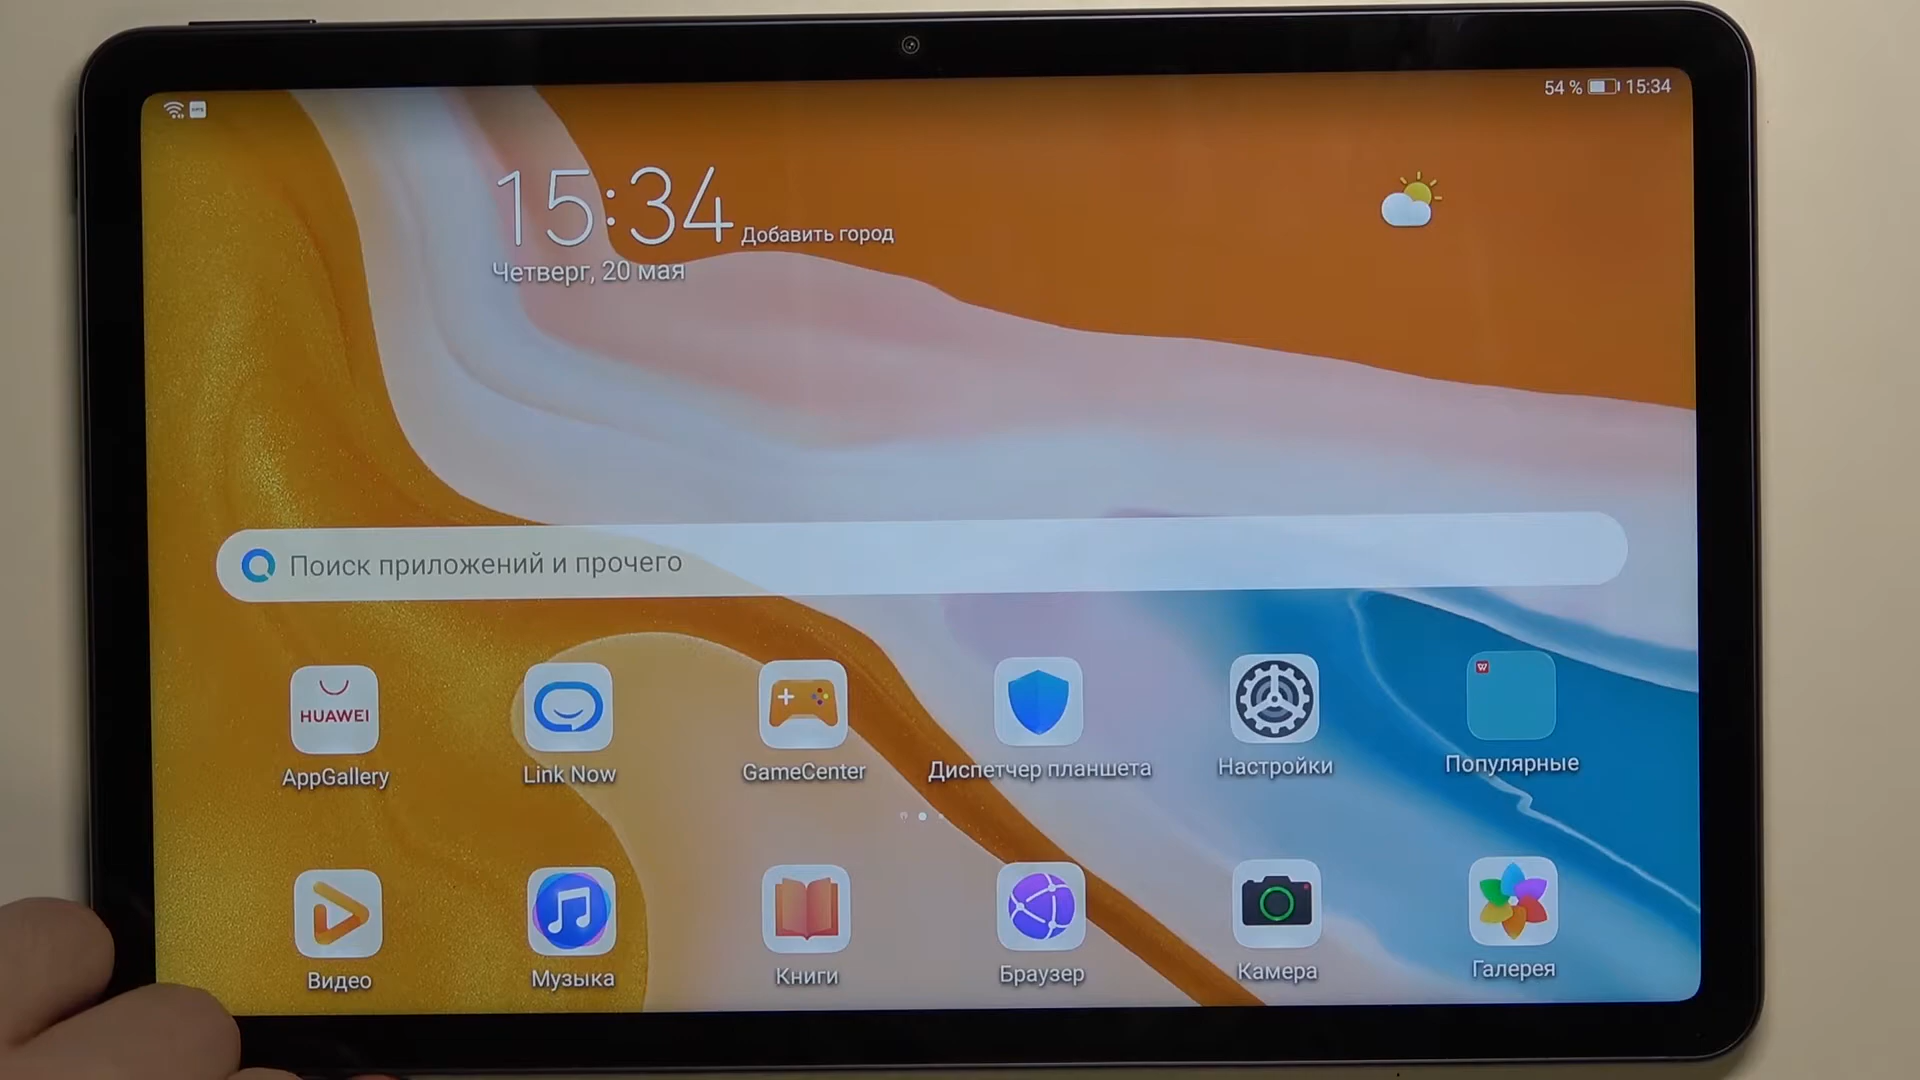 54 % 15:34
15:34 Добавить город
Четверг, 20 мая
Поиск приложений и прочего
HUAWEI
W
AppGallery Link Now GameCenter Диспетчер планшета Настройки Популярные
Видео Музыка Книги Браузер Камера Галерея